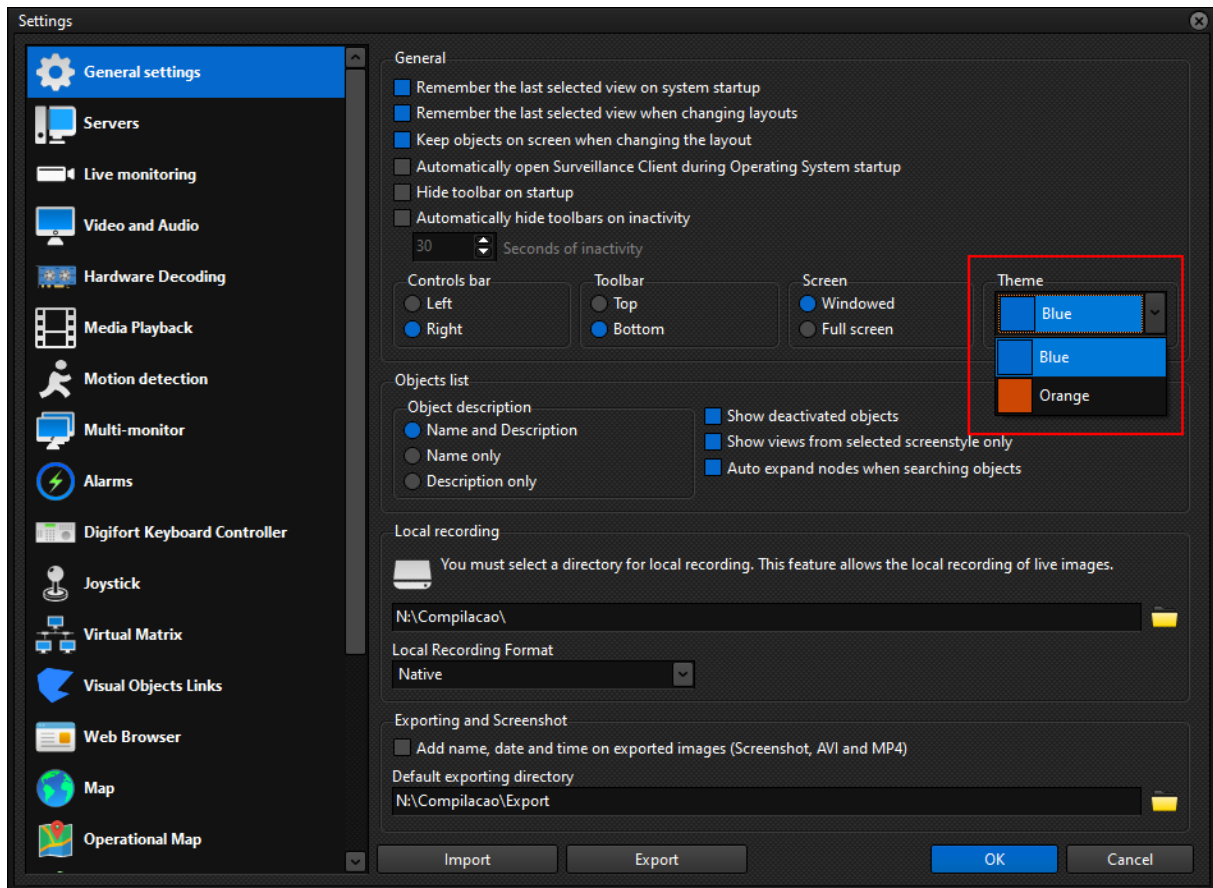 Settings
General settings
Servers
Live monitoring
Video and Audio
Hardware Decoding
Media Playback
Motion detection
Multi-monitor
Alarms
Digifort Keyboard Controller
Joystick
Virtual Matrix
Visual Objects Links
Web Browser
Map
Operational Map
General
Remember the last selected view on system startup
Remember the last selected view when changing layouts
Keep objects on screen when changing the layout
Automatically open Surveillance Client during Operating System startup
Hide toolbar on startup
Automatically hide toolbars on inactivity
30 Seconds of inactivity
Controls bar
Left
Right
Toolbar
Top
Bottom
Screen
Windowed
Full screen
Theme
Blue
Blue
Orange
Objects list
Object description
Name and Description
Name only
Description only
Show deactivated objects
Show views from selected screenstyle only
Auto expand nodes when searching objects
Local recording
You must select a directory for local recording. This feature allows the local recording of live images.
N:\Compilacao\
Local Recording Format
Native
Exporting and Screenshot
Add name, date and time on exported images (Screenshot, AVI and MP4)
Default exporting directory
N:\Compilacao\Export
Import
Export
OK
Cancel